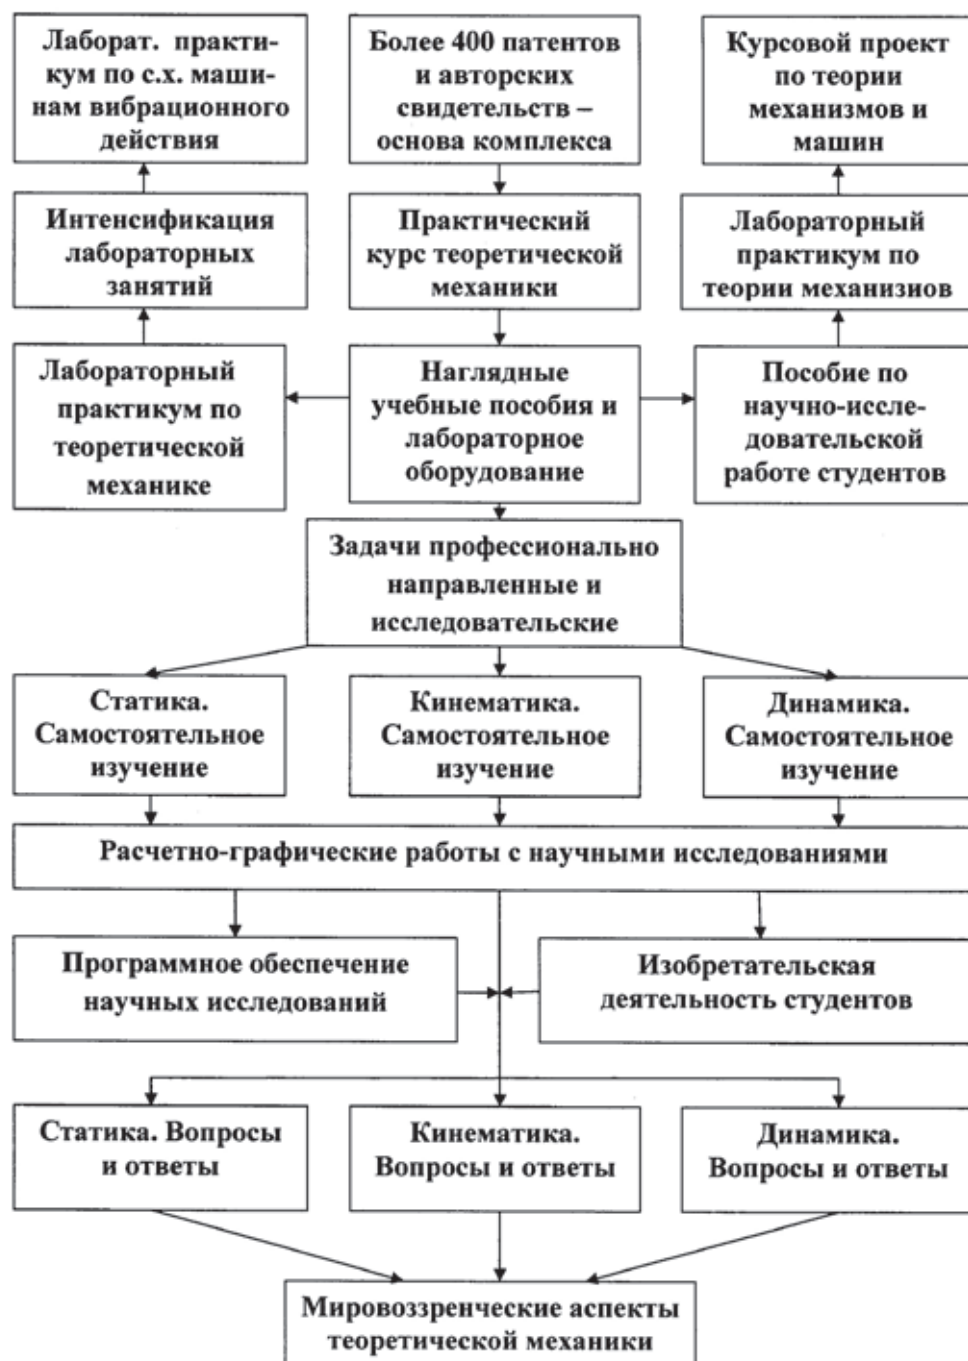 Лаборат. практи-
кум по с.х. маши-
нам вибрационного
действия
Более 400 патентов
и авторских
свидетельств –
основа комплекса
Курсовой проект
по теории
механизмов и
машин
Интенсификация
лабораторных
занятий
Практический
курс теоретической
механики
Лабораторный
практикум по
теории механизиов
Лабораторный
практикум по
теоретической
механике
Наглядные
учебные пособия и
лабораторное
оборудование
Пособие по
научно-иссле-
довательской
работе студентов
Задачи профессионально
направленные и
исследовательские
Статика.
Самостоятельное
изучение
Кинематика.
Самостоятельное
изучение
Динамика.
Самостоятельное
изучение
Расчетно-графические работы с научными исследованиями
Программное обеспечение
научных исследований
Изобретательская
деятельность студентов
Статика. Вопросы
и ответы
Кинематика.
Вопросы и ответы
Динамика.
Вопросы и ответы
Мировоззренческие аспекты
теоретической механики